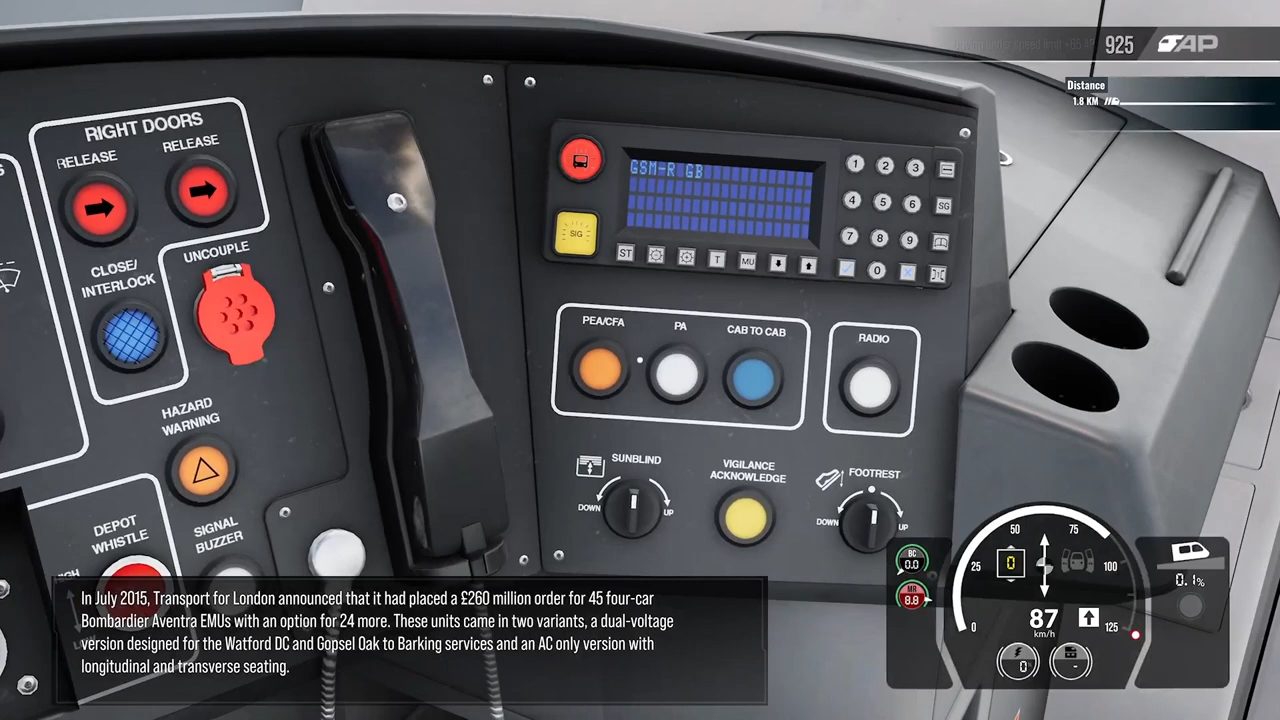 925 AP
Distance
1.8 KM
RIGHT DOORS
RELEASE
RELEASE
CLOSE/
INTERLOCK
UNCOUPLE
HAZARD
WARNING
DEPOT
WHISTLE
SIGNAL
BUZZER
GSM-R GB
SIG
1 2 3
4 5 6 SG
7 8 9
ST T MU 0
PEA/CFA PA CAB TO CAB
RADIO
SUNBLIND
DOWN UP
VIGILANCE
ACKNOWLEDGE
FOOTREST
DOWN UP
In July 2015, Transport for London announced that it had placed a £260 million order for 45 four-car
Bombardier Aventra EMUs with an option for 24 more. These units came in two variants, a dual-voltage
version designed for the Watford DC and Gopsel Oak to Barking services and an AC only version with
longitudinal and transverse seating.
BC
0.0
MR
8.8
0 25 50 75 100 125
0
87
km/h
0
-
0.1%